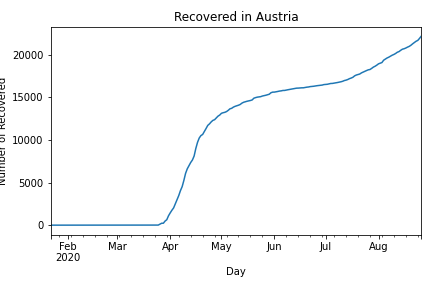 Recovered in Austria
Number of Recovered
20000
15000
10000
5000
0
Feb Mar Apr May Jun Jul Aug
2020
Day